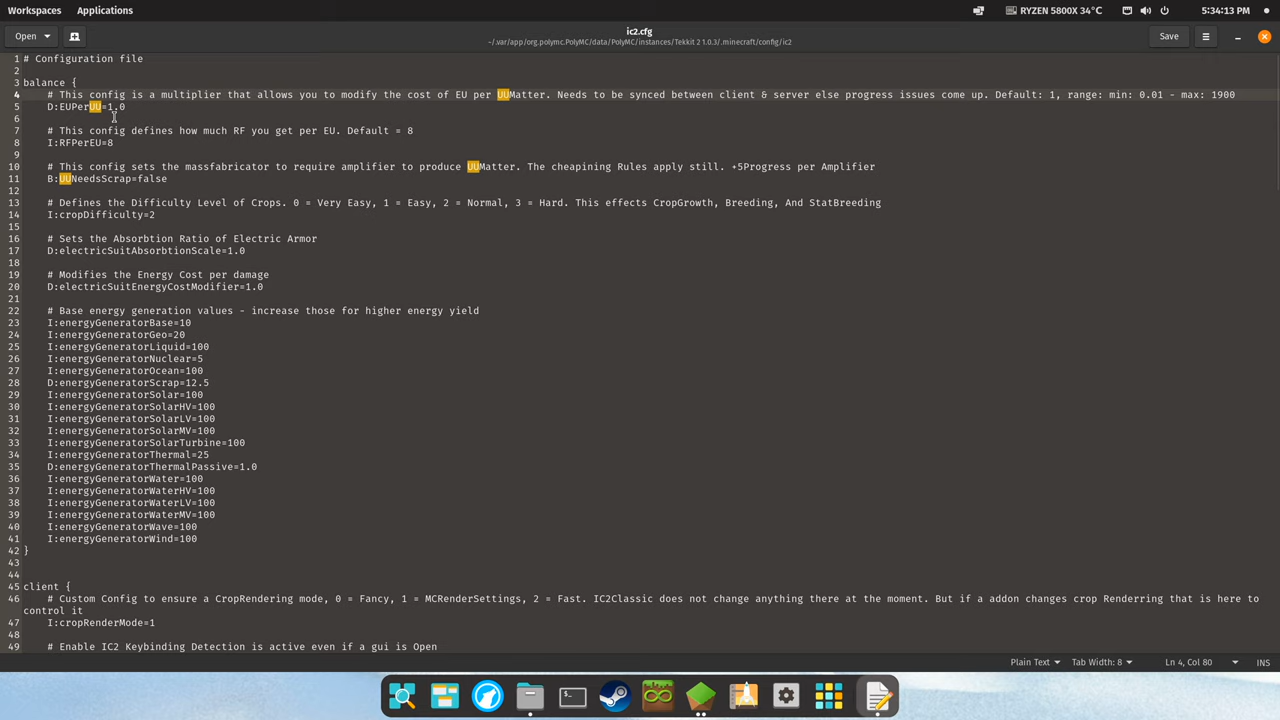 Workspaces Applications RYZEN 5800X 34°C 5:34:13 PM
Open ic2.cfg Save
~/.var/app/org.polymc.PolyMC/data/PolyMC/instances/Tekkit 2 1.0.3/.minecraft/config/ic2
1 # Configuration file
2
3 balance {
4 # This config is a multiplier that allows you to modify the cost of EU per UUMatter. Needs to be synced between client & server else progress issues come up. Default: 1, range: min: 0.01 - max: 1900
5 D:EUPerUU=1.0
6
7 # This config defines how much RF you get per EU. Default = 8
8 I:RFPerEU=8
9
10 # This config sets the massfabricator to require amplifier to produce UUMatter. The cheapining Rules apply still. +5Progress per Amplifier
11 B:UUNeedsScrap=false
12
13 # Defines the Difficulty Level of Crops. 0 = Very Easy, 1 = Easy, 2 = Normal, 3 = Hard. This effects CropGrowth, Breeding, And StatBreeding
14 I:cropDifficulty=2
15
16 # Sets the Absorbtion Ratio of Electric Armor
17 D:electricSuitAbsorbtionScale=1.0
18
19 # Modifies the Energy Cost per damage
20 D:electricSuitEnergyCostModifier=1.0
21
22 # Base energy generation values - increase those for higher energy yield
23 I:energyGeneratorBase=10
24 I:energyGeneratorGeo=20
25 I:energyGeneratorLiquid=100
26 I:energyGeneratorNuclear=5
27 I:energyGeneratorOcean=100
28 D:energyGeneratorScrap=12.5
29 I:energyGeneratorSolar=100
30 I:energyGeneratorSolarHV=100
31 I:energyGeneratorSolarLV=100
32 I:energyGeneratorSolarMV=100
33 I:energyGeneratorSolarTurbine=100
34 I:energyGeneratorThermal=25
35 D:energyGeneratorThermalPassive=1.0
36 I:energyGeneratorWater=100
37 I:energyGeneratorWaterHV=100
38 I:energyGeneratorWaterLV=100
39 I:energyGeneratorWaterMV=100
40 I:energyGeneratorWave=100
41 I:energyGeneratorWind=100
42 }
43
44
45 client {
46 # Custom Config to ensure a CropRendering mode, 0 = Fancy, 1 = MCRenderSettings, 2 = Fast. IC2Classic does not change anything there at the moment. But if a addon changes crop Renderring that is here to
control it
47 I:cropRenderMode=1
48
49 # Enable IC2 Keybinding Detection is active even if a gui is Open
Plain Text Tab Width: 8 Ln 4, Col 80 INS